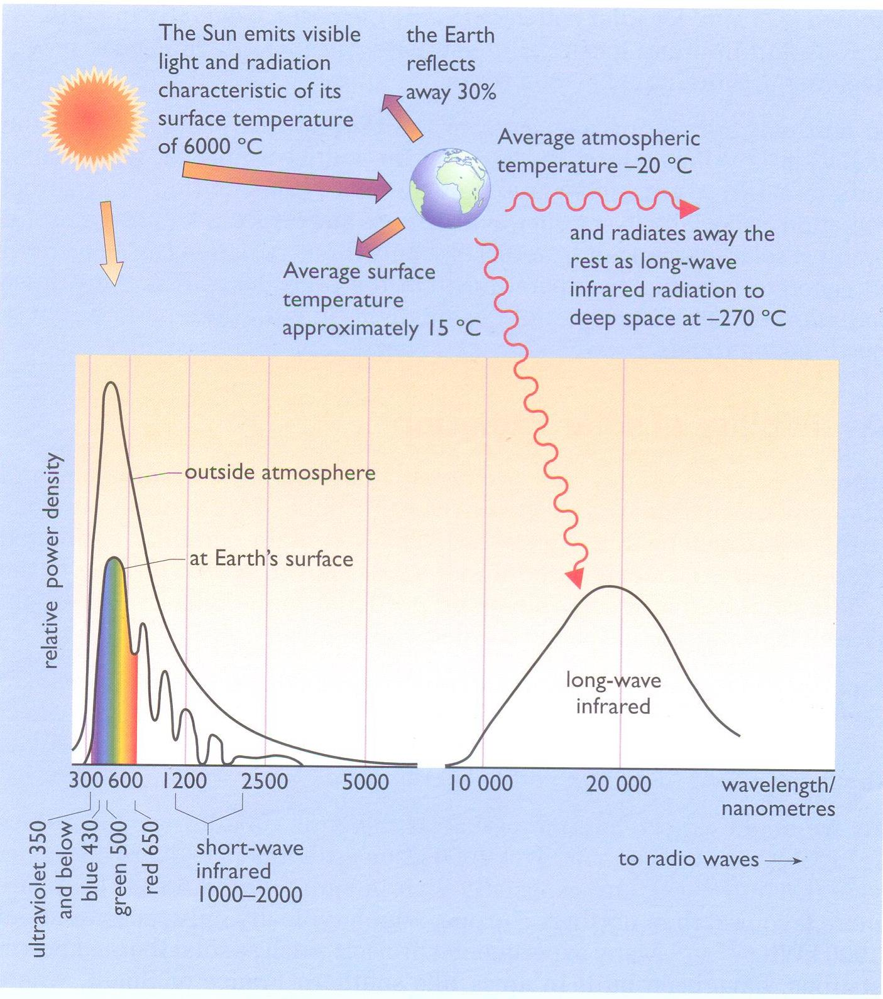 The Sun emits visible
light and radiation
characteristic of its
surface temperature
of 6000 °C
the Earth
reflects
away 30%
Average atmospheric
temperature –20 °C
and radiates away the
rest as long-wave
infrared radiation to
deep space at –270 °C
Average surface
temperature
approximately 15 °C
relative power density
outside atmosphere
at Earth's surface
long-wave
infrared
300 600 1200 2500 5000 10 000 20 000 wavelength/
nanometres
ultraviolet 350
and below
blue 430
green 500
red 650
short-wave
infrared
1000–2000
to radio waves